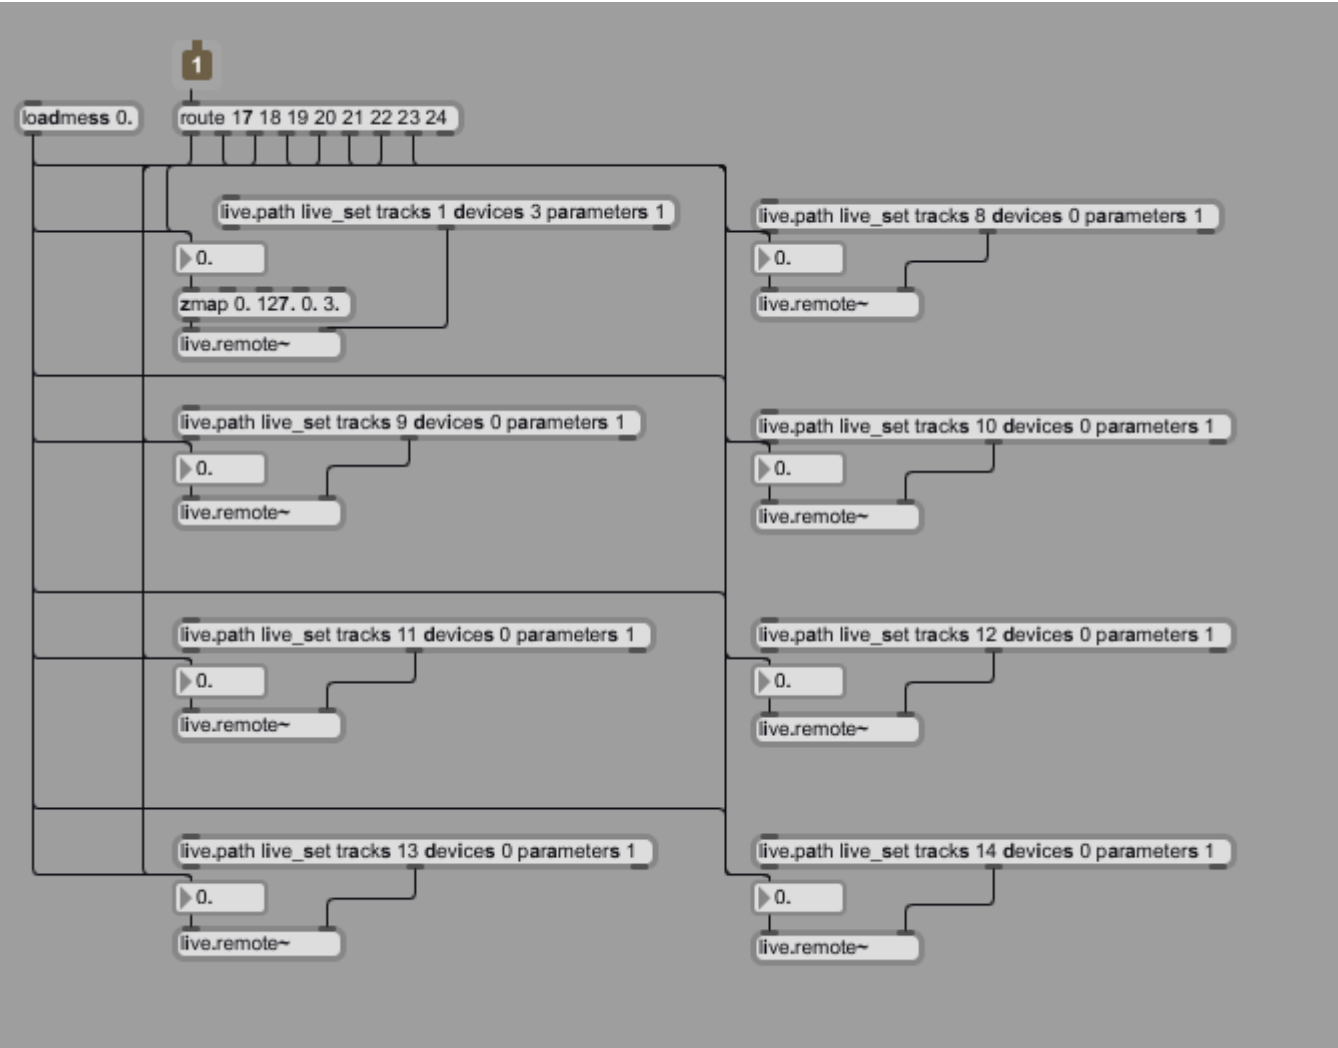 1
loadmess 0.
route 17 18 19 20 21 22 23 24
live.path live_set tracks 1 devices 3 parameters 1
0.
zmap 0. 127. 0. 3.
live.remote~
live.path live_set tracks 8 devices 0 parameters 1
0.
live.remote~
live.path live_set tracks 9 devices 0 parameters 1
0.
live.remote~
live.path live_set tracks 10 devices 0 parameters 1
0.
live.remote~
live.path live_set tracks 11 devices 0 parameters 1
0.
live.remote~
live.path live_set tracks 12 devices 0 parameters 1
0.
live.remote~
live.path live_set tracks 13 devices 0 parameters 1
0.
live.remote~
live.path live_set tracks 14 devices 0 parameters 1
0.
live.remote~